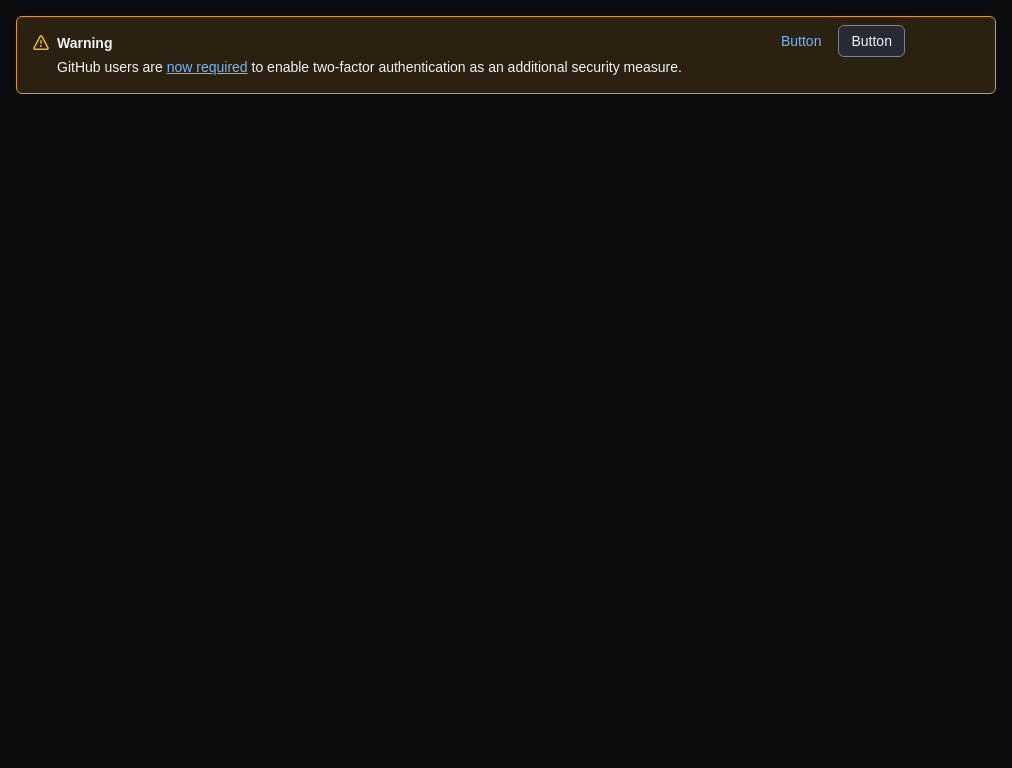 Warning
GitHub users are now required to enable two-factor authentication as an additional security measure.
Button
Button